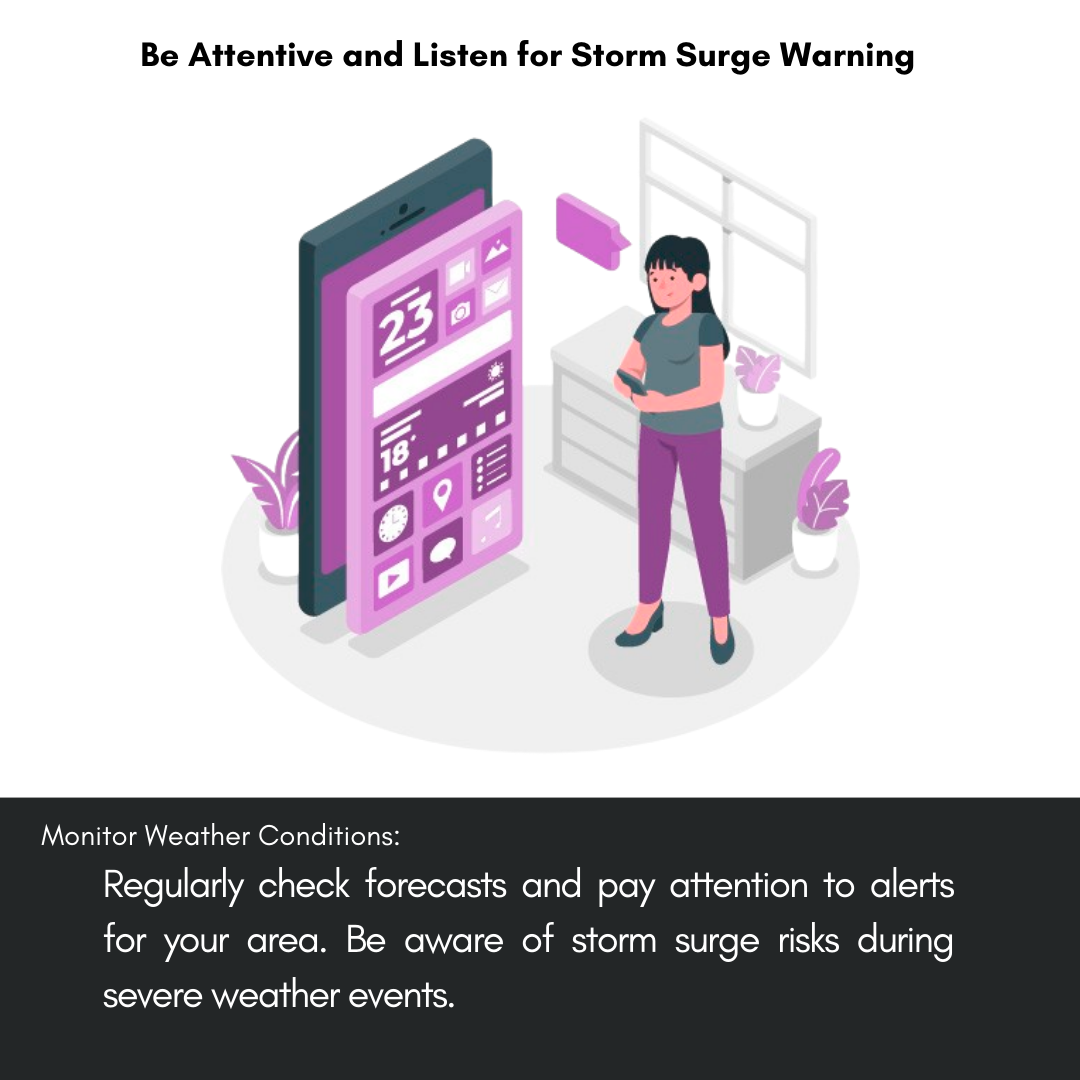 Be Attentive and Listen for Storm Surge Warning
23
18°
Monitor Weather Conditions:
Regularly check forecasts and pay attention to alerts
for your area. Be aware of storm surge risks during
severe weather events.